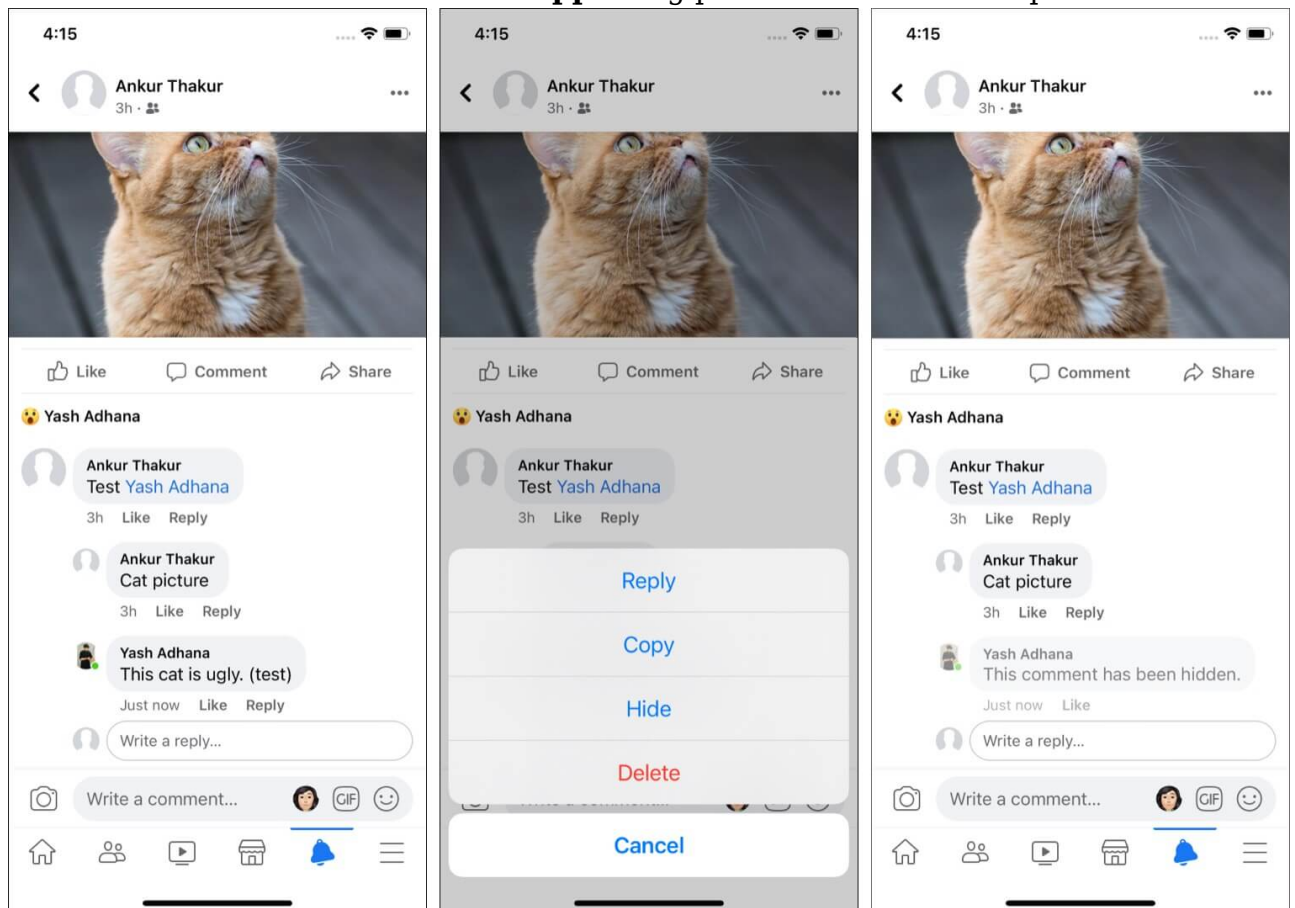 4:15
Ankur Thakur
3h ·
Like Comment Share
Yash Adhana
Ankur Thakur
Test Yash Adhana
3h Like Reply
Ankur Thakur
Cat picture
3h Like Reply
Yash Adhana
This cat is ugly. (test)
Just now Like Reply
Write a reply...
Write a comment... GIF
4:15
Ankur Thakur
3h ·
Like Comment Share
Yash Adhana
Ankur Thakur
Test Yash Adhana
3h Like Reply
Reply
Copy
Hide
Delete
Cancel
4:15
Ankur Thakur
3h ·
Like Comment Share
Yash Adhana
Ankur Thakur
Test Yash Adhana
3h Like Reply
Ankur Thakur
Cat picture
3h Like Reply
Yash Adhana
This comment has been hidden.
Just now Like
Write a reply...
Write a comment... GIF